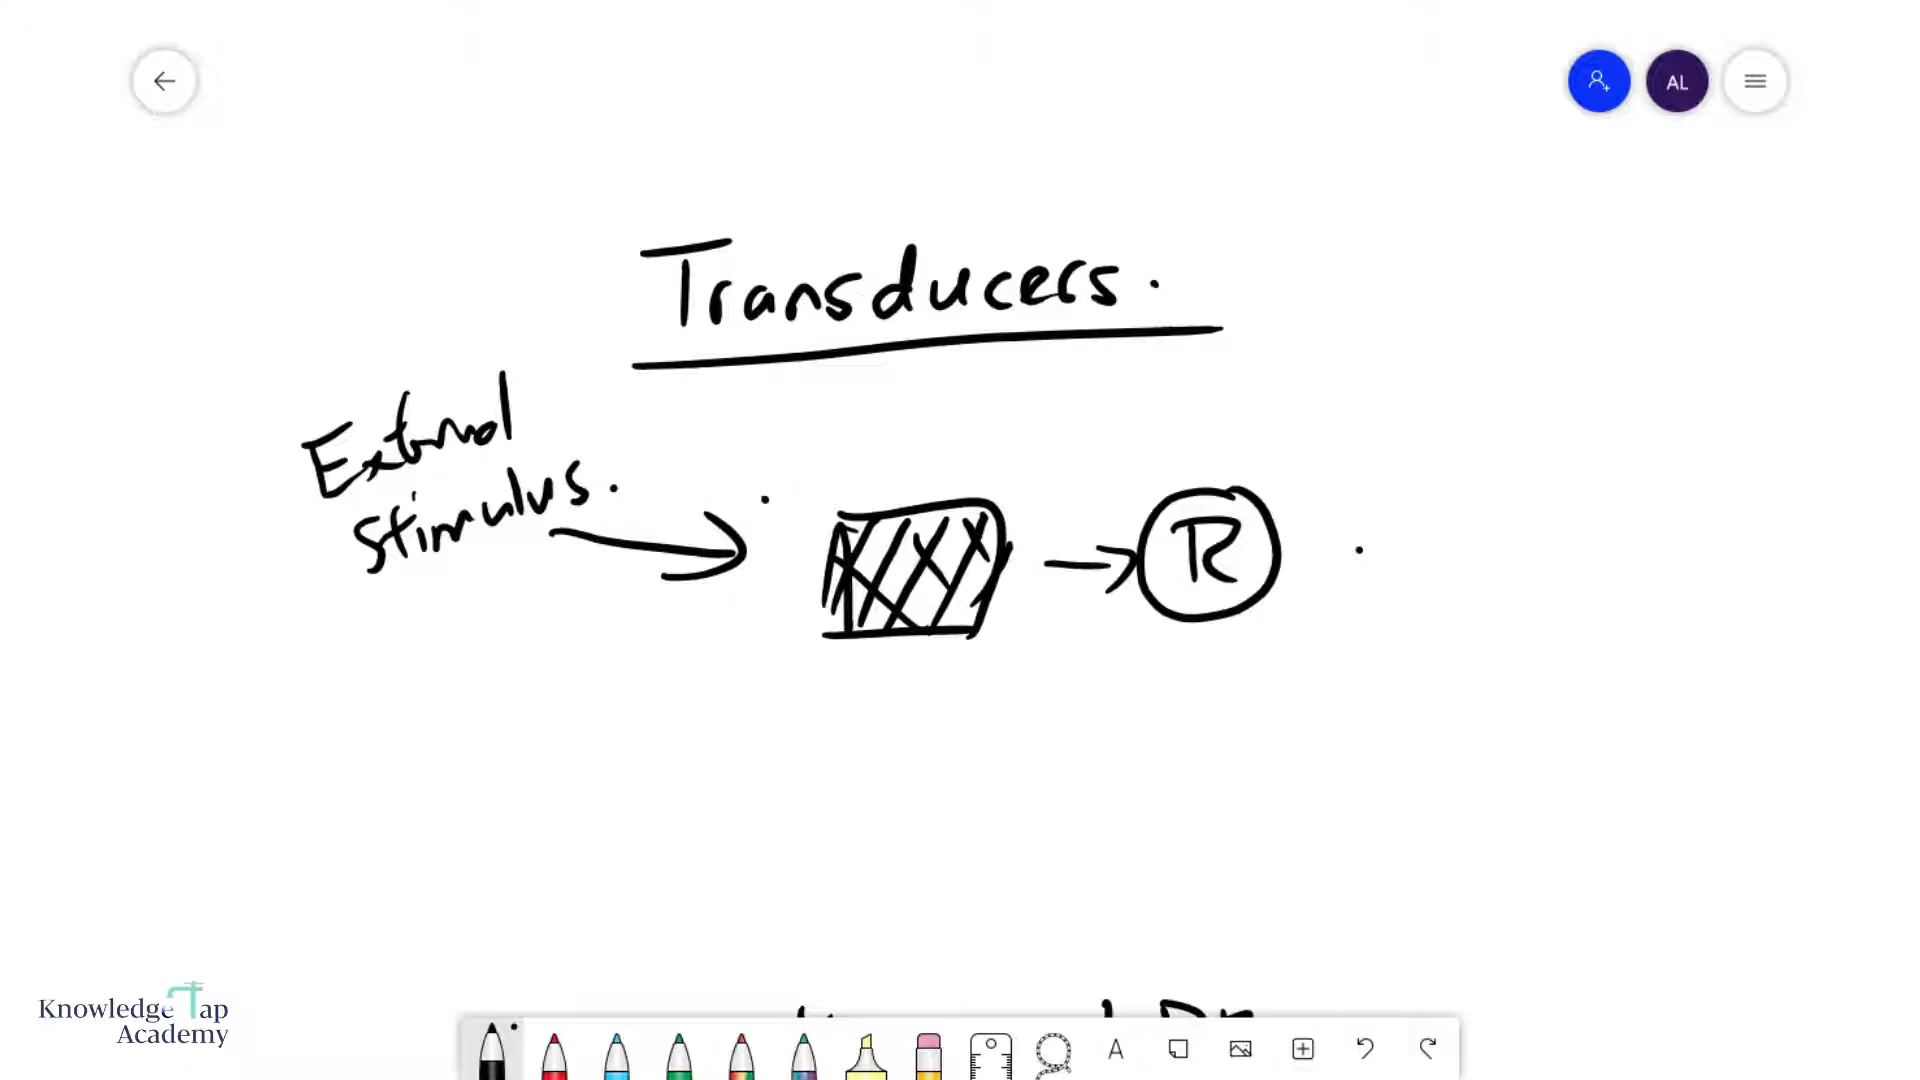 AL
Transducers.
External
stimulus.
R
Knowledge Tap
Academy
A